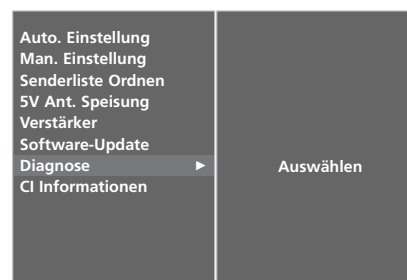 Auto. Einstellung
Man. Einstellung
Senderliste Ordnen
5V Ant. Speisung
Verstärker
Software-Update
Diagnose ►
CI Informationen
Auswählen